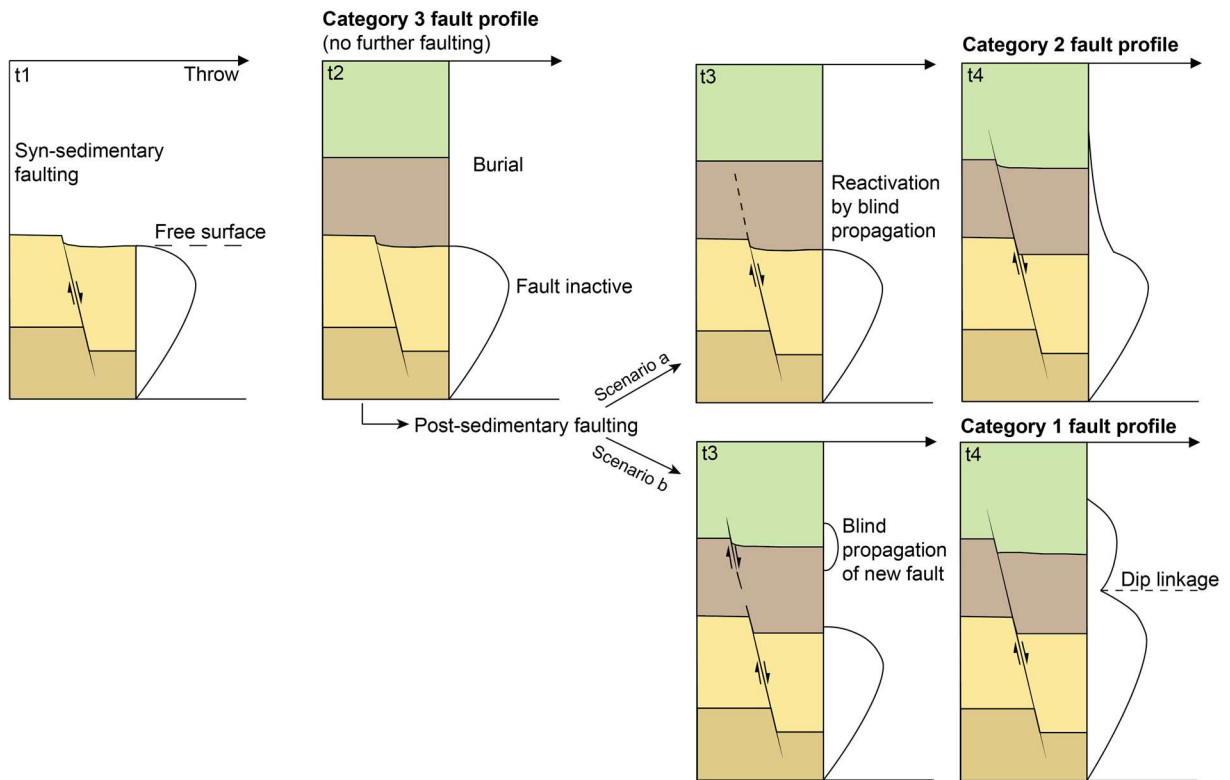 Category 3 fault profile
(no further faulting)
t1
Throw
Syn-sedimentary
faulting
Free surface
t2
Burial
Fault inactive
Post-sedimentary faulting
Scenario a
Scenario b
t3
Reactivation
by blind
propagation
Category 2 fault profile
t4
t3
Blind
propagation
of new fault
Category 1 fault profile
t4
Dip linkage